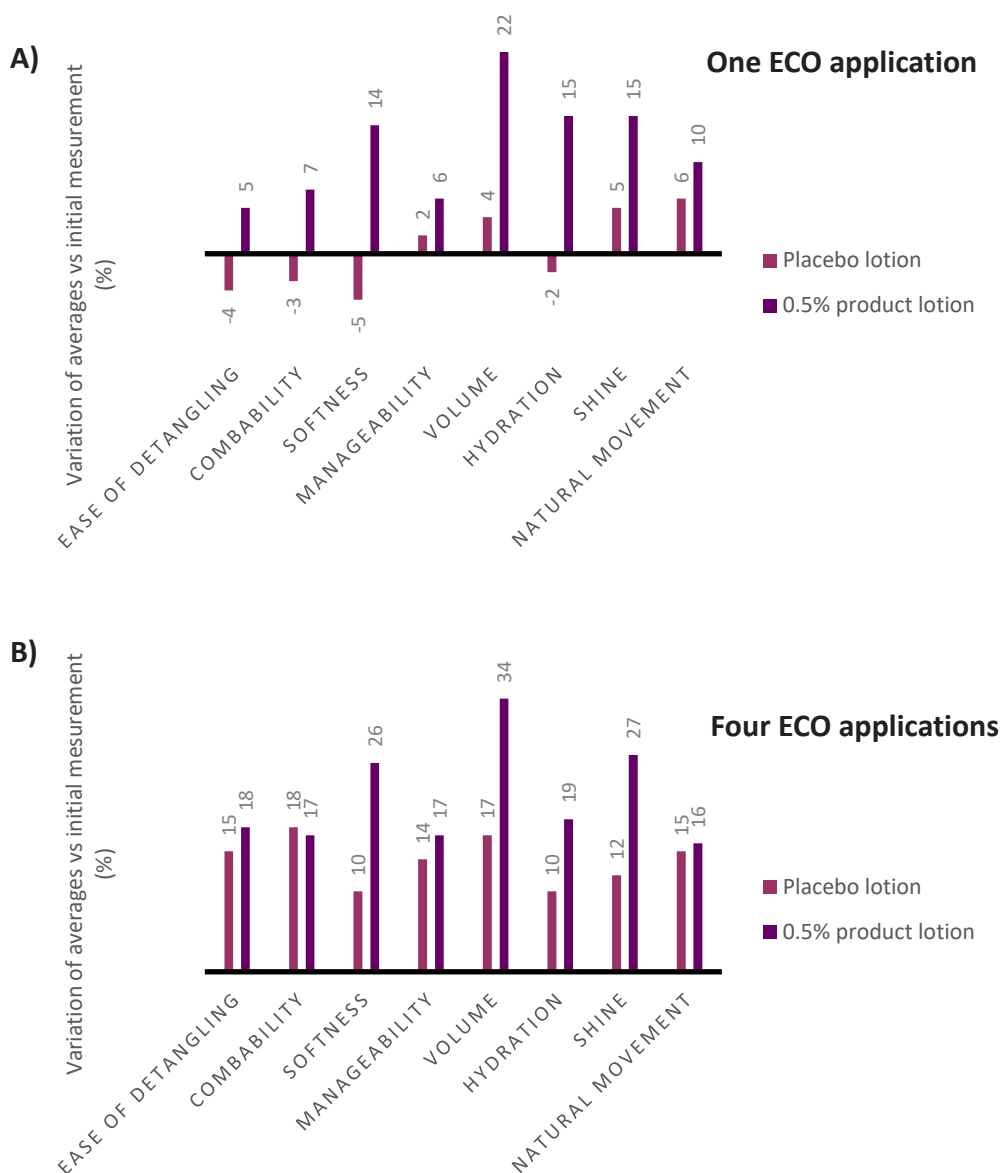 A)
One ECO application
Variation of averages vs initial mesurement
(%)
-4
5
-3
7
-5
14
2
6
4
22
-2
15
5
15
6
10
Placebo lotion
0.5% product lotion
EASE OF DETANGLING
COMBABILITY
SOFTNESS
MANAGEABILITY
VOLUME
HYDRATION
SHINE
NATURAL MOVEMENT
B)
Four ECO applications
Variation of averages vs initial mesurement
(%)
15
18
18
17
10
26
14
17
17
34
10
19
12
27
15
16
Placebo lotion
0.5% product lotion
EASE OF DETANGLING
COMBABILITY
SOFTNESS
MANAGEABILITY
VOLUME
HYDRATION
SHINE
NATURAL MOVEMENT